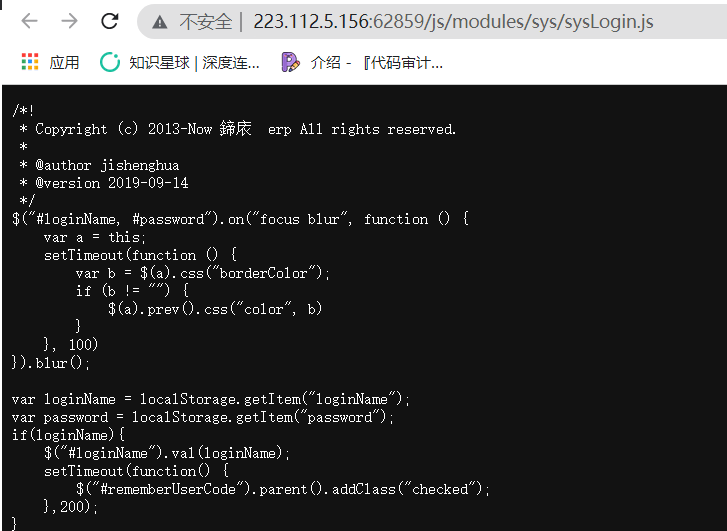 不安全 | 223.112.5.156:62859/js/modules/sys/sysLogin.js
应用 知识星球 | 深度连... 介绍 - 『代码审计...
/*!
 * Copyright (c) 2013-Now 鍗庡 erp All rights reserved.
 *
 * @author jishenghua
 * @version 2019-09-14
 */
$("#loginName, #password").on("focus blur", function () {
    var a = this;
    setTimeout(function () {
        var b = $(a).css("borderColor");
        if (b != "") {
            $(a).prev().css("color", b)
        }
    }, 100)
}).blur();

var loginName = localStorage.getItem("loginName");
var password = localStorage.getItem("password");
if(loginName){
    $("#loginName").val(loginName);
    setTimeout(function() {
        $("#rememberUserCode").parent().addClass("checked");
    },200);
}